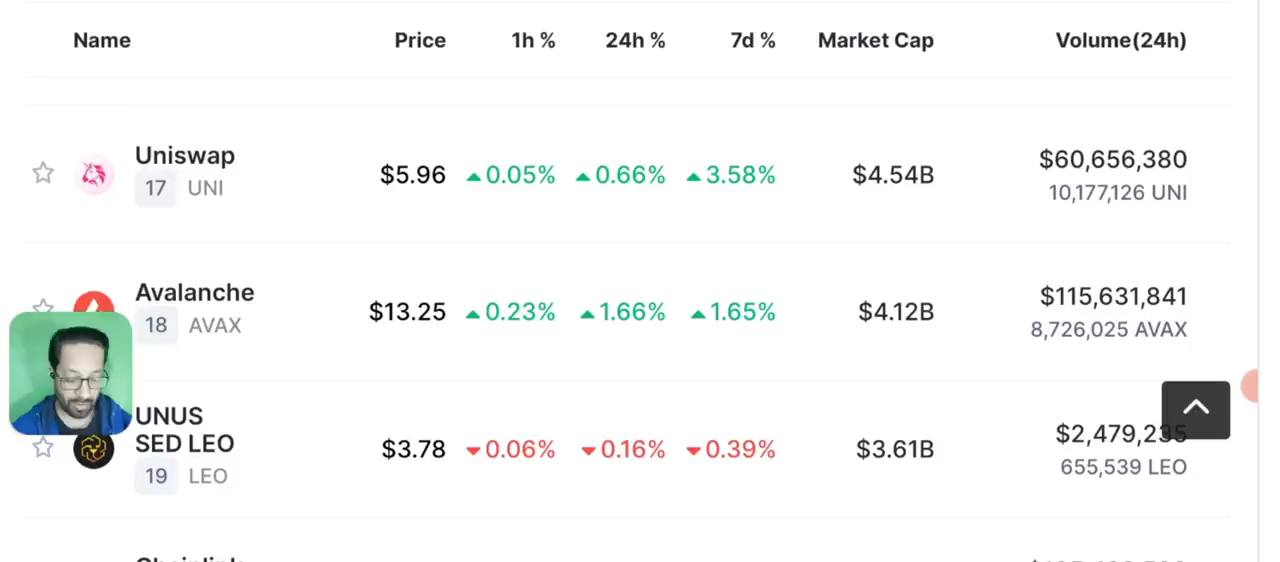 Name Price 1h % 24h % 7d % Market Cap Volume(24h)
Uniswap
17 UNI
$5.96 0.05% 0.66% 3.58% $4.54B
$60,656,380
10,177,126 UNI
Avalanche
18 AVAX
$13.25 0.23% 1.66% 1.65% $4.12B
$115,631,841
8,726,025 AVAX
UNUS
SED LEO
19 LEO
$3.78 0.06% 0.16% 0.39% $3.61B
$2,479,235
655,539 LEO